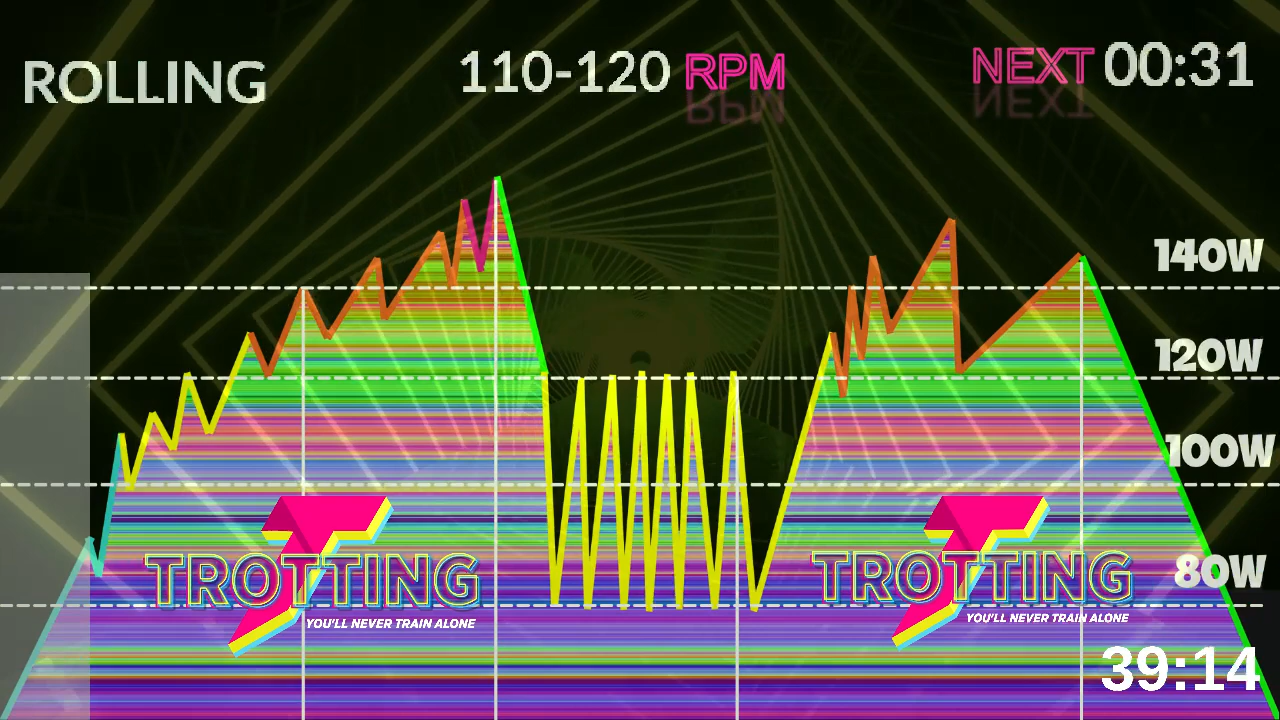 ROLLING
110-120 RPM
NEXT 00:31
140W
120W
100W
80W
TROTTING
YOU'LL NEVER TRAIN ALONE
TROTTING
YOU'LL NEVER TRAIN ALONE
39:14